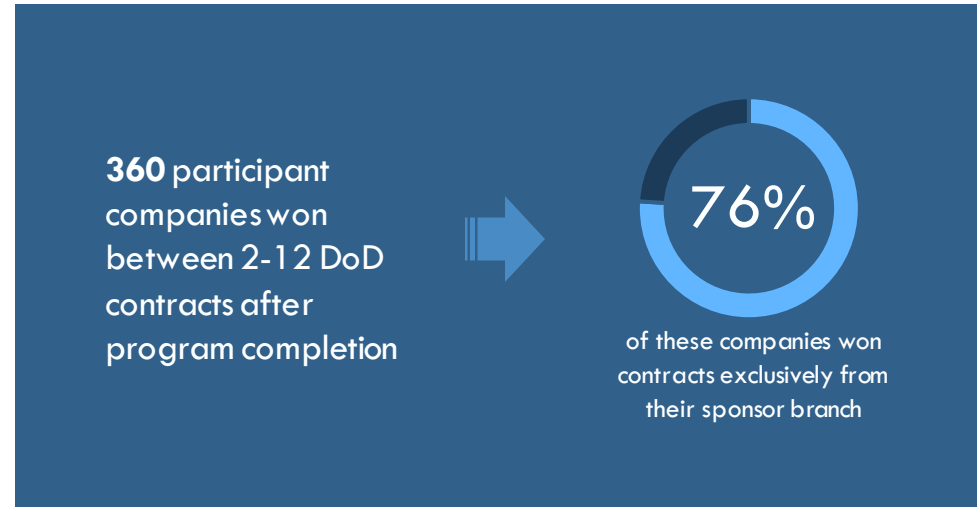 360 participant
companies won
between 2-12 DoD
contracts after
program completion
76%
of these companies won
contracts exclusively from
their sponsor branch